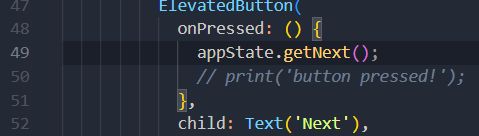 47 ElevatedButton(
48 onPressed: () {
49 appState.getNext();
50 // print('button pressed!');
51 },
52 child: Text('Next'),